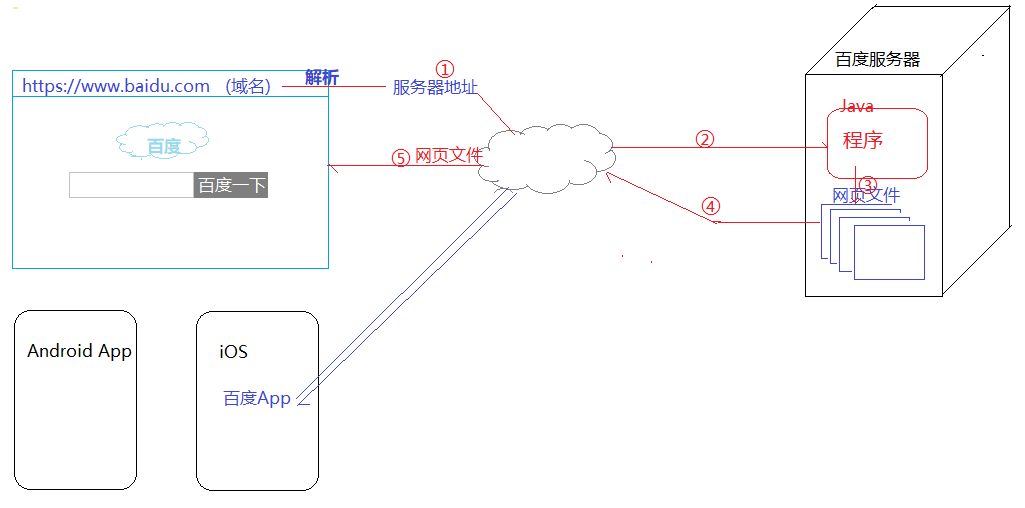 百度服务器
https://www.baidu.com （域名）
解析
①
服务器地址
Java
程序
②
百度
⑤ 网页文件
③
网页文件
百度一下
④
Android App
iOS
百度App